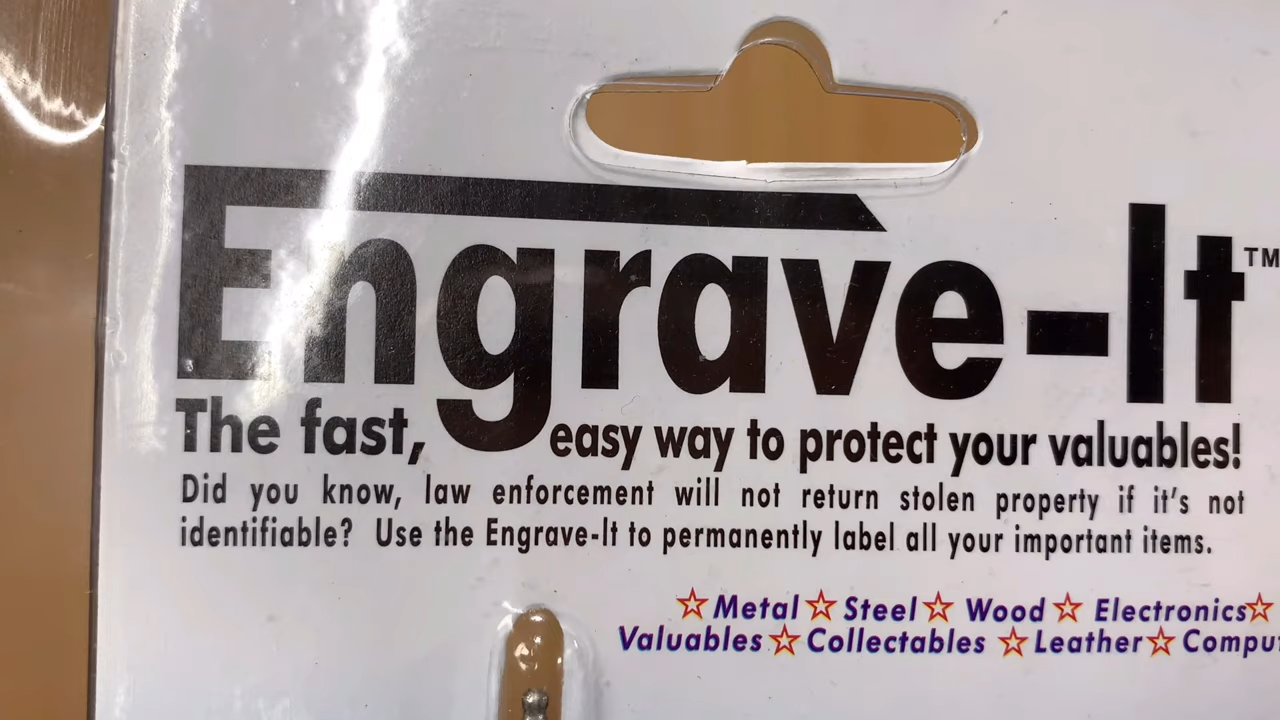 Engrave-It™
The fast, easy way to protect your valuables!
Did you know, law enforcement will not return stolen property if it's not
identifiable? Use the Engrave-It to permanently label all your important items.
☆Metal☆Steel☆ Wood☆ Electronics☆
Valuables☆Collectables ☆Leather☆